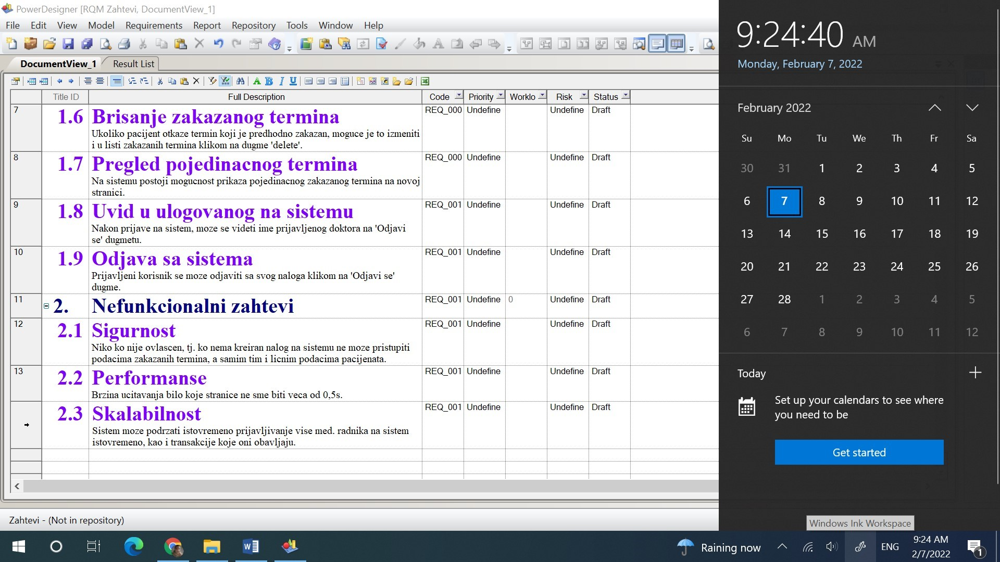 PowerDesigner [RQM Zahtevi, DocumentView_1]
File Edit View Model Requirements Report Repository Tools Window Help
DocumentView_1 Result List
Title ID Full Description Code Priority Worklo Risk Status
7 1.6 Brisanje zakazanog termina REQ_000 Undefine Undefine Draft
Ukoliko pacijent otkaze termin koji je predhodno zakazan, moguce je to izmeniti
i u listi zakazanih termina klikom na dugme 'delete'.
8 1.7 Pregled pojedinacnog termina REQ_000 Undefine Undefine Draft
Na sistemu postoji mogucnost prikaza pojedinacnog zakazanog termina na novoj
stranici.
9 1.8 Uvid u ulogovanog na sistemu REQ_001 Undefine Undefine Draft
Nakon prijave na sistem, moze se videti ime prijavljenog doktora na 'Odjavi
se' dugmetu.
10 1.9 Odjava sa sistema REQ_001 Undefine Undefine Draft
Prijavljeni korisnik se moze odjaviti sa svog naloga klikom na 'Odjavi se'
dugme.
11 2. Nefunkcionalni zahtevi REQ_001 Undefine 0 Undefine Draft
12 2.1 Sigurnost REQ_001 Undefine Undefine Draft
Niko ko nije ovlascen, tj. ko nema kreiran nalog na sistemu ne moze pristupiti
podacima zakazanih termina, a samim tim i licnim podacima pacijenata.
13 2.2 Performanse REQ_001 Undefine Undefine Draft
Brzina ucitavanja bilo koje stranice ne sme biti veca od 0,5s.
2.3 Skalabilnost REQ_001 Undefine Undefine Draft
Sistem moze podrzati istovremeno prijavljivanje vise med. radnika na sistem
istovremeno, kao i transakcije koje oni obavljaju.
Zahtevi - (Not in repository)
9:24:40 AM
Monday, February 7, 2022
February 2022
Su Mo Tu We Th Fr Sa
30 31 1 2 3 4 5
6 7 8 9 10 11 12
13 14 15 16 17 18 19
20 21 22 23 24 25 26
27 28 1 2 3 4 5
6 7 8 9 10 11 12
Today
Set up your calendars to see where
you need to be
Get started
Windows Ink Workspace
Raining now
ENG
9:24 AM
2/7/2022
1